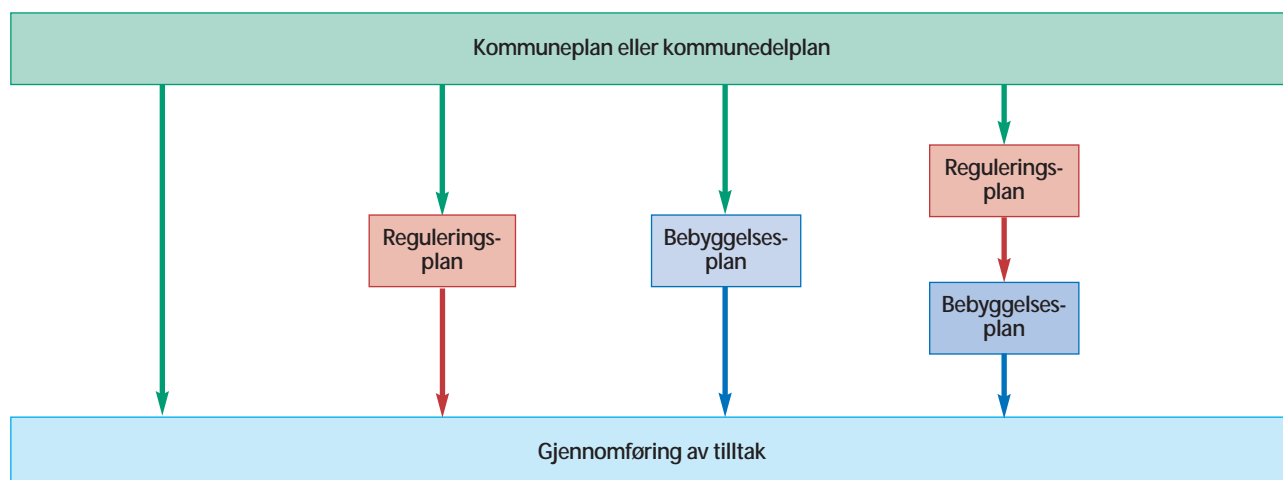 Kommuneplan eller kommunedelplan
Regulerings-
plan
Bebyggelses-
plan
Regulerings-
plan
Bebyggelses-
plan
Gjennomføring av tilltak